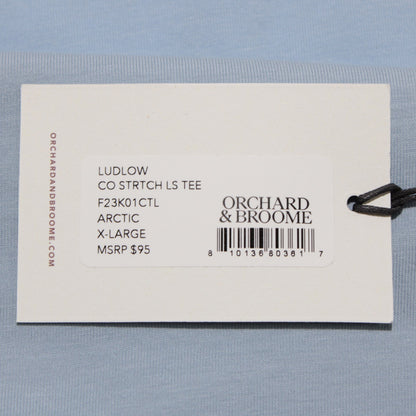 ORCHARDANDBROOME.COM
LUDLOW
CO STRTCH LS TEE
F23K01CTL
ARCTIC
X-LARGE
MSRP $95
ORCHARD
& BROOME
8 10136 80361 7